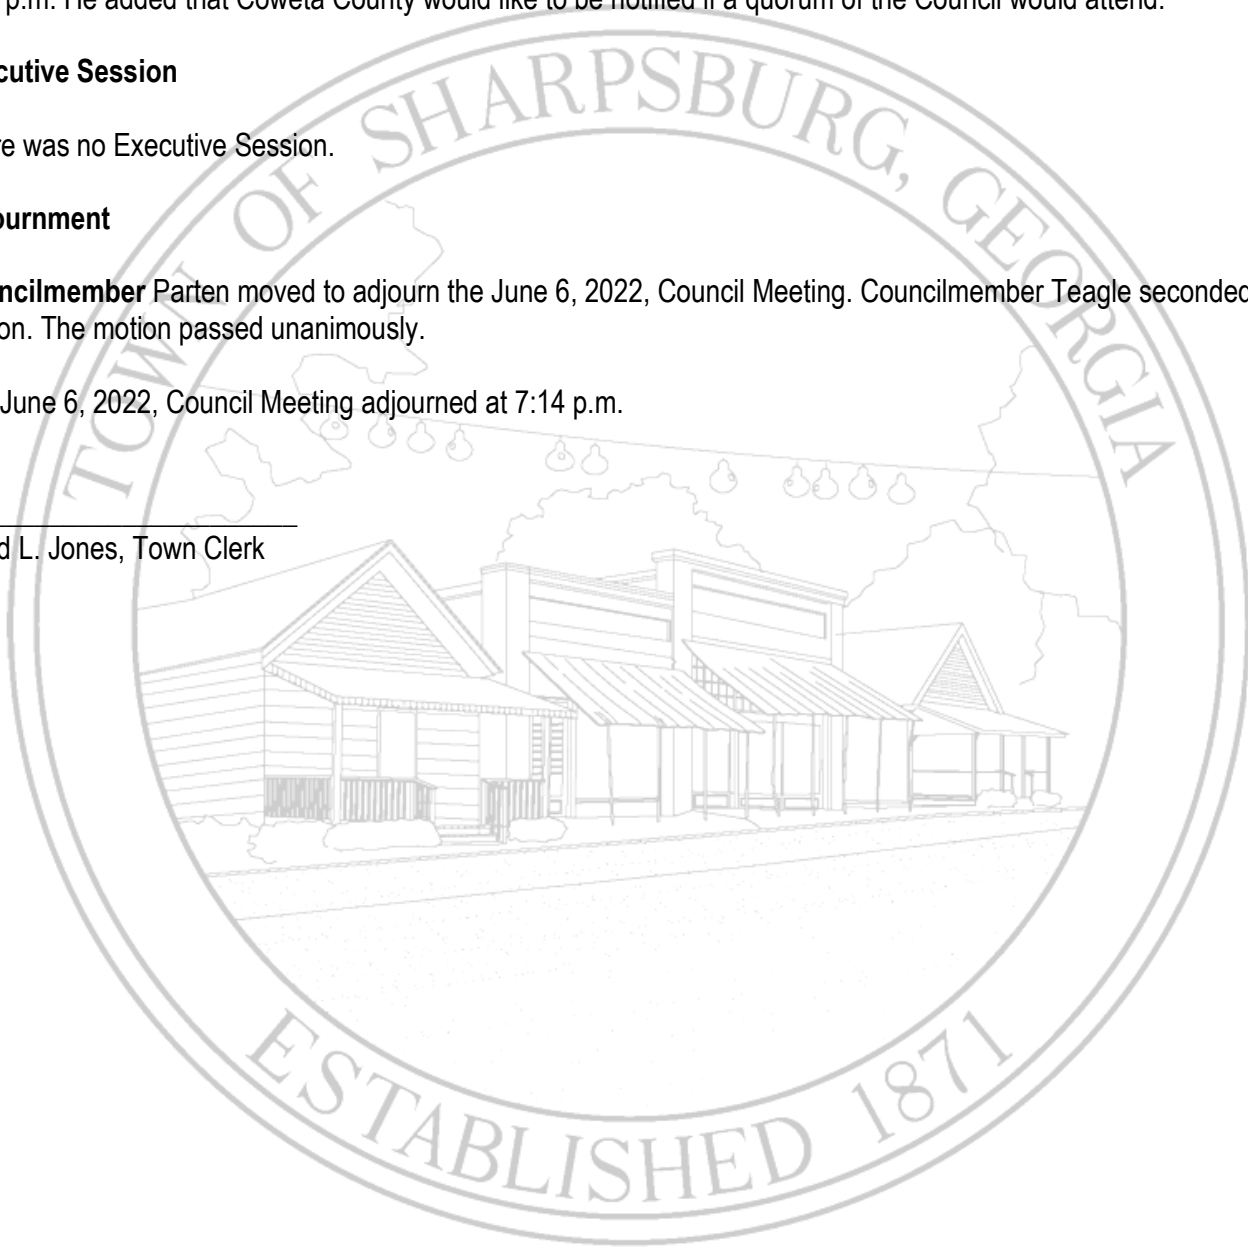 p.m. He added that Coweta County would like to be notified if a quorum of the Council would attend.
cutive Session
re was no Executive Session.
ournment
ncilmember Parten moved to adjourn the June 6, 2022, Council Meeting. Councilmember Teagle seconded
on. The motion passed unanimously.
June 6, 2022, Council Meeting adjourned at 7:14 p.m.
d L. Jones, Town Clerk
TOWN OF SHARPSBURG, GEORGIA
ESTABLISHED 1871